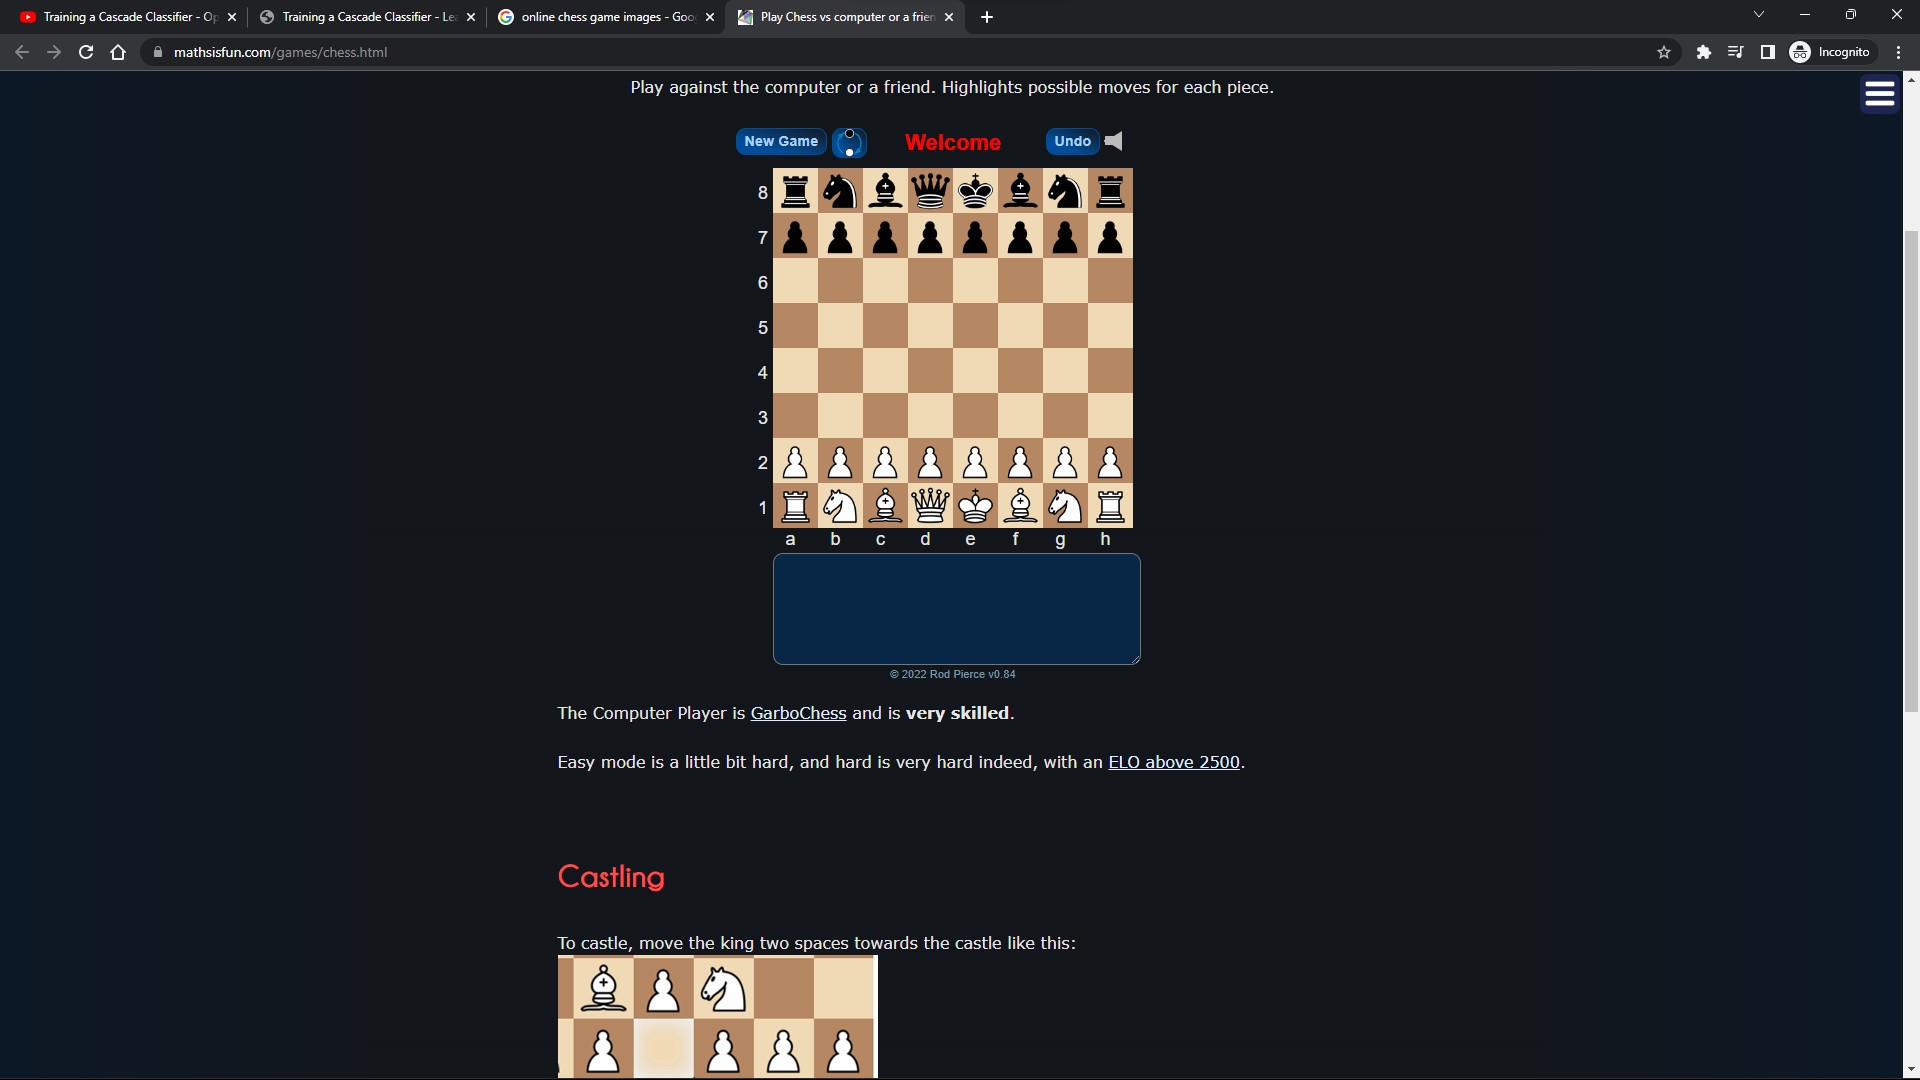 Training a Cascade Classifier - Op
Training a Cascade Classifier - Le
online chess game images - Goo
Play Chess vs computer or a frien
mathsisfun.com/games/chess.html
Incognito
Play against the computer or a friend. Highlights possible moves for each piece.
New Game
Welcome
Undo
8
7
6
5
4
3
2
1
a b c d e f g h
© 2022 Rod Pierce v0.84
The Computer Player is GarboChess and is very skilled.
Easy mode is a little bit hard, and hard is very hard indeed, with an ELO above 2500.
Castling
To castle, move the king two spaces towards the castle like this: